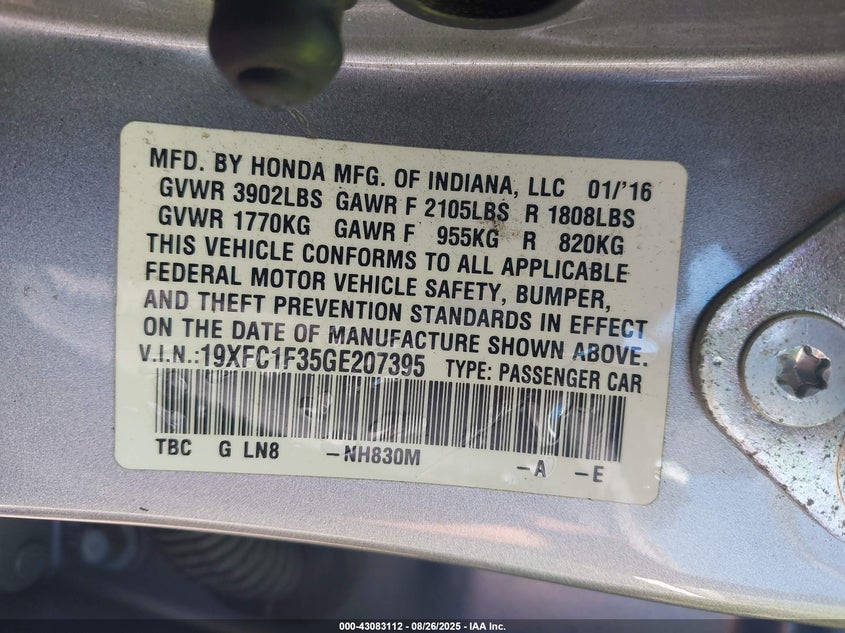 MFD. BY HONDA MFG. OF INDIANA, LLC 01/'16
GVWR 3902LBS GAWR F 2105LBS R 1808LBS
GVWR 1770KG GAWR F 955KG R 820KG
THIS VEHICLE CONFORMS TO ALL APPLICABLE
FEDERAL MOTOR VEHICLE SAFETY, BUMPER,
AND THEFT PREVENTION STANDARDS IN EFFECT
ON THE DATE OF MANUFACTURE SHOWN ABOVE.
V.I.N.:19XFC1F35GE207395 TYPE: PASSENGER CAR
TBC G LN8 -NH830M -A -E
000-43083112 - 08/26/2025 - IAA Inc.